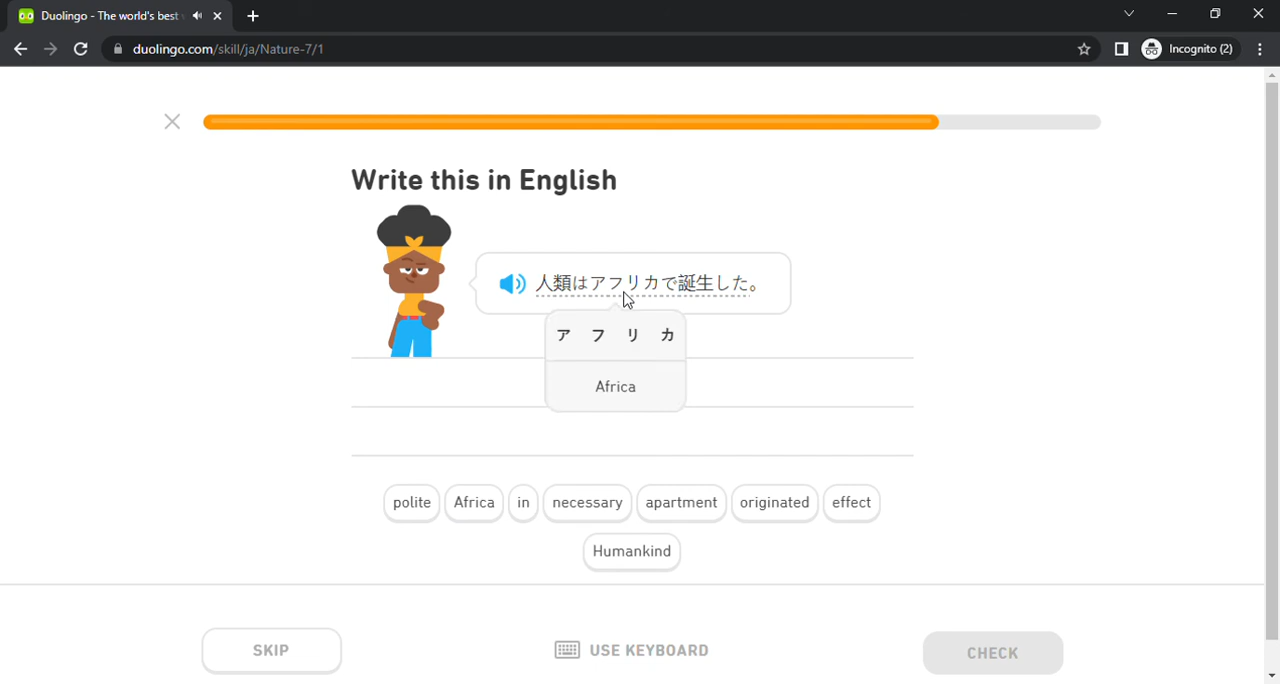 Duolingo - The world's best
duolingo.com/skill/ja/Nature-7/1
Incognito (2)
Write this in English
人類はアフリカで誕生した。
ア フ リ カ
Africa
polite Africa in necessary apartment originated effect
Humankind
SKIP USE KEYBOARD CHECK